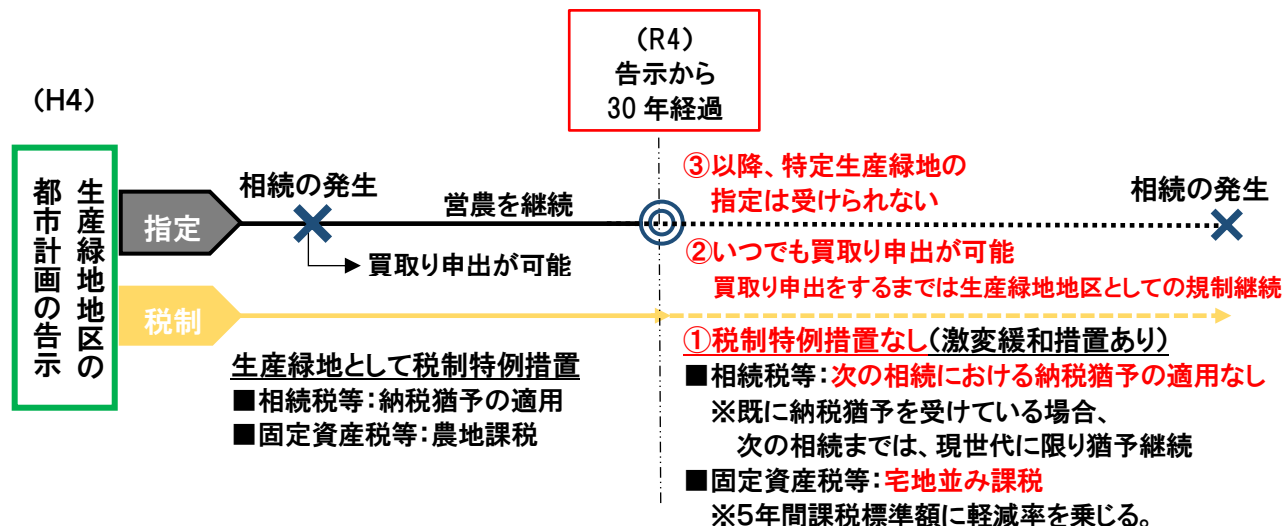 (H4)
生産緑地地区の
都市計画の告示
指定
相続の発生
営農を継続
買取り申出が可能
税制
生産緑地として税制特例措置
■相続税等:納税猶予の適用
■固定資産税等:農地課税
(R4)
告示から
30年経過
③以降、特定生産緑地の
指定は受けられない
相続の発生
②いつでも買取り申出が可能
買取り申出をするまでは生産緑地地区としての規制継続
①税制特例措置なし(激変緩和措置あり)
■相続税等:次の相続における納税猶予の適用なし
※既に納税猶予を受けている場合、
次の相続までは、現世代に限り猶予継続
■固定資産税等:宅地並み課税
※5年間課税標準額に軽減率を乗じる。